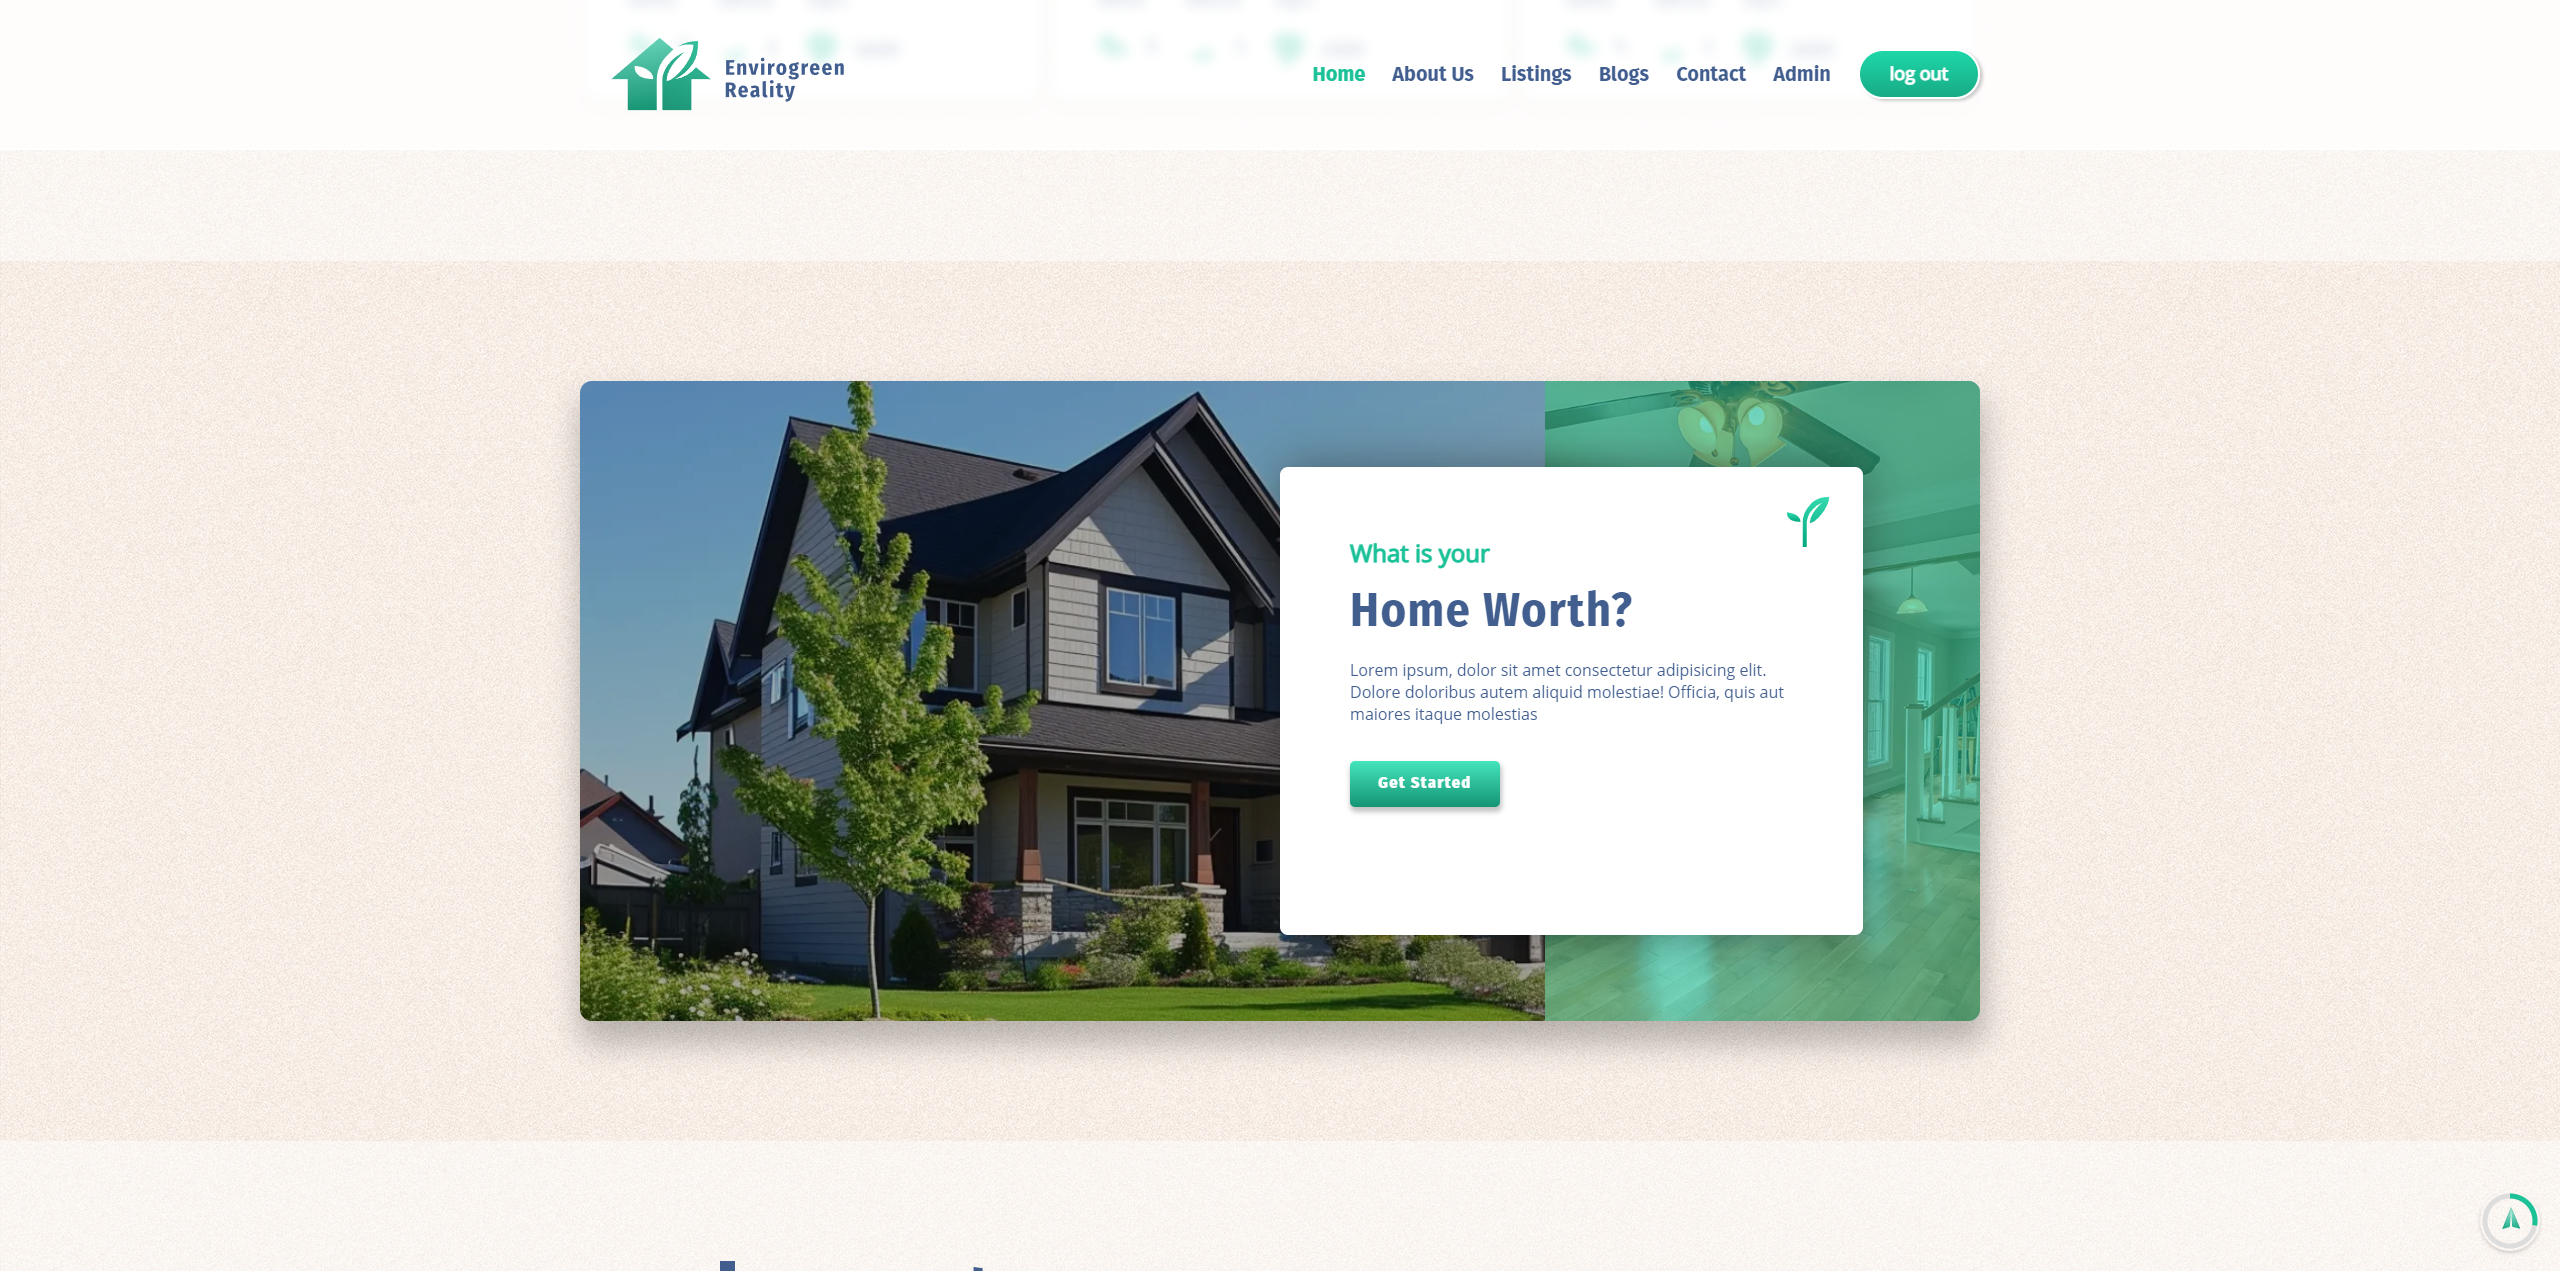 Envirogreen
Reality
Home About Us Listings Blogs Contact Admin log out
What is your
Home Worth?
Lorem ipsum, dolor sit amet consectetur adipisicing elit.
Dolore doloribus autem aliquid molestiae! Officia, quis aut
maiores itaque molestias
Get Started